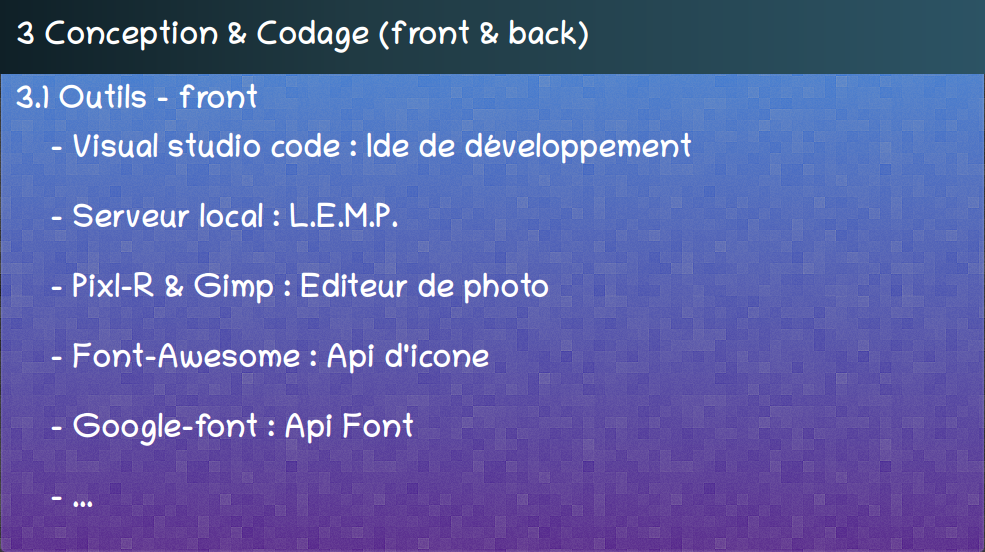 3 Conception & Codage (front & back)
3.1 Outils - front
- Visual studio code : Ide de développement
- Serveur local : L.E.M.P.
- Pixl-R & Gimp : Editeur de photo
- Font-Awesome : Api d'icone
- Google-font : Api Font
- ...